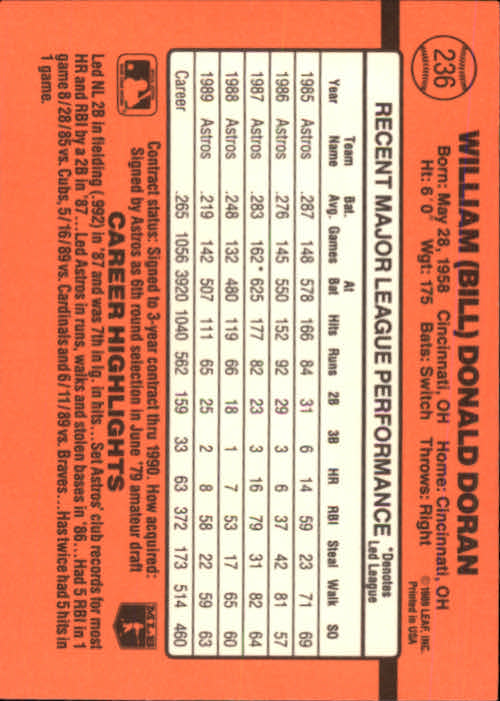 236
WILLIAM (BILL) DONALD DORAN
Born: May 28, 1958 Cincinnati, OH Home: Cincinnati, OH
Ht: 6'0" Wgt: 175 Bats: Switch Throws: Right
© 1989 LEAF, INC.
Printed in USA
RECENT MAJOR LEAGUE PERFORMANCE
*Denotes
Led League
Year Team Name Bat. Avg. Games At Bat Hits Runs 2B 3B HR RBI Steal Walk SO
1985 Astros .287 148 578 166 84 31 6 14 59 23 71 69
1986 Astros .276 145 550 152 92 29 3 6 37 42 81 57
1987 Astros .283 162* 625 177 82 23 3 16 79 31 82 64
1988 Astros .248 132 480 119 66 18 1 7 53 17 65 60
1989 Astros .219 142 507 111 65 25 2 8 58 22 59 63
Career .265 1056 3920 1040 562 159 33 63 372 173 514 460
Contract status: Signed to 3-year contract thru 1990. How acquired:
Signed by Astros as 6th round selection in June '79 amateur draft
MLB
CAREER HIGHLIGHTS
Led NL 2B in fielding (.992) in '87 and was 7th in lg. in hits...Set Astros' club records for most
HR and RBI by a 2B in '87...Led Astros in runs, walks and stolen bases in '86...Had 5 RBI in 1
game 8/28/85 vs. Cubs, 5/16/89 vs. Cardinals and 6/11/89 vs. Braves...Has twice had 5 hits in
1 game.